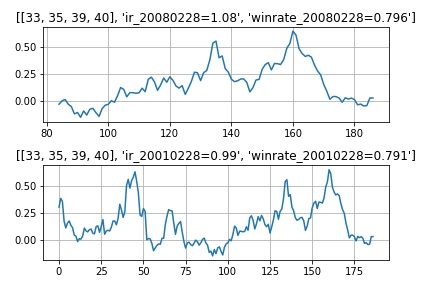 [[33, 35, 39, 40], 'ir_20080228=1.08', 'winrate_20080228=0.796']
0.50
0.25
0.00
80 100 120 140 160 180
[[33, 35, 39, 40], 'ir_20010228=0.99', 'winrate_20010228=0.791']
0.50
0.25
0.00
0 25 50 75 100 125 150 175